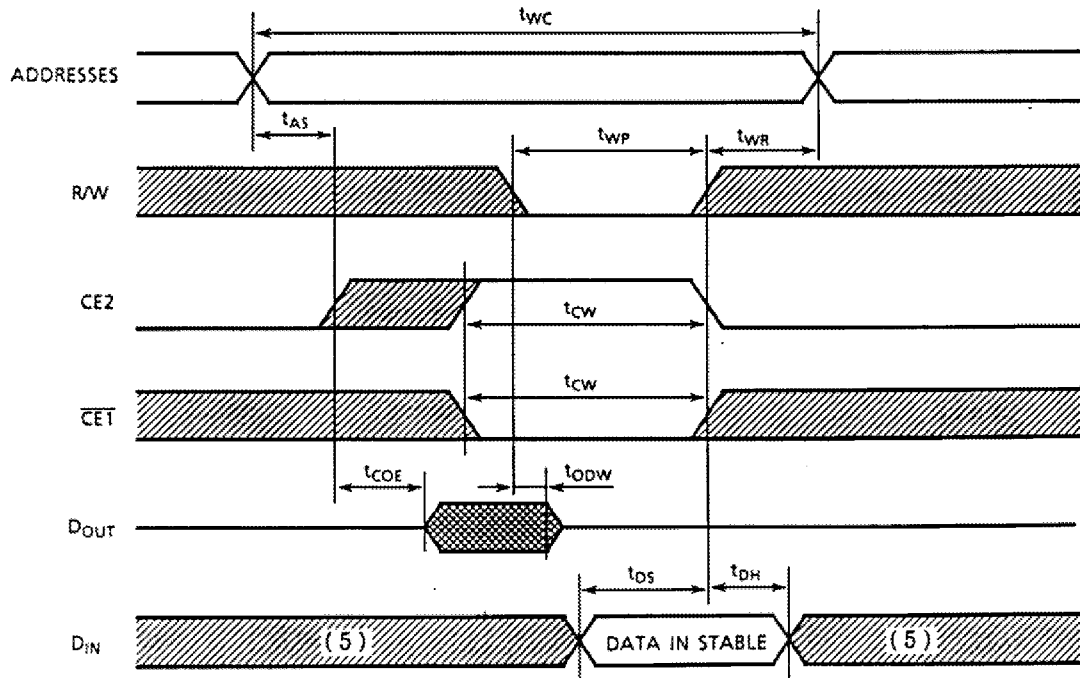 tWC
ADDRESSES
tAS
tWP
tWR
R/W
CE2
tCW
tCW
CE1
tCOE
tODW
DOUT
tDS
tDH
DIN
(5)
DATA IN STABLE
(5)